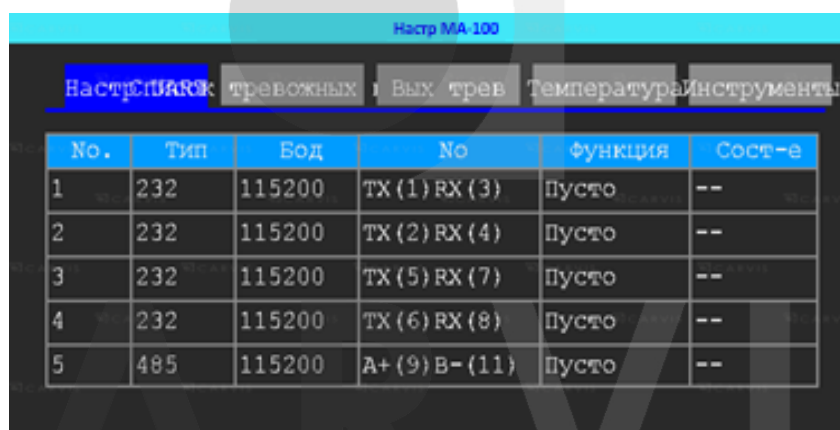 Настр МА-100
Настр UART Список тревожных Вых трев Температура Инструменты
No. Тип Бод No Функция Сост-е
1 232 115200 TX(1)RX(3) Пусто --
2 232 115200 TX(2)RX(4) Пусто --
3 232 115200 TX(5)RX(7) Пусто --
4 232 115200 TX(6)RX(8) Пусто --
5 485 115200 A+(9)B-(11) Пусто --